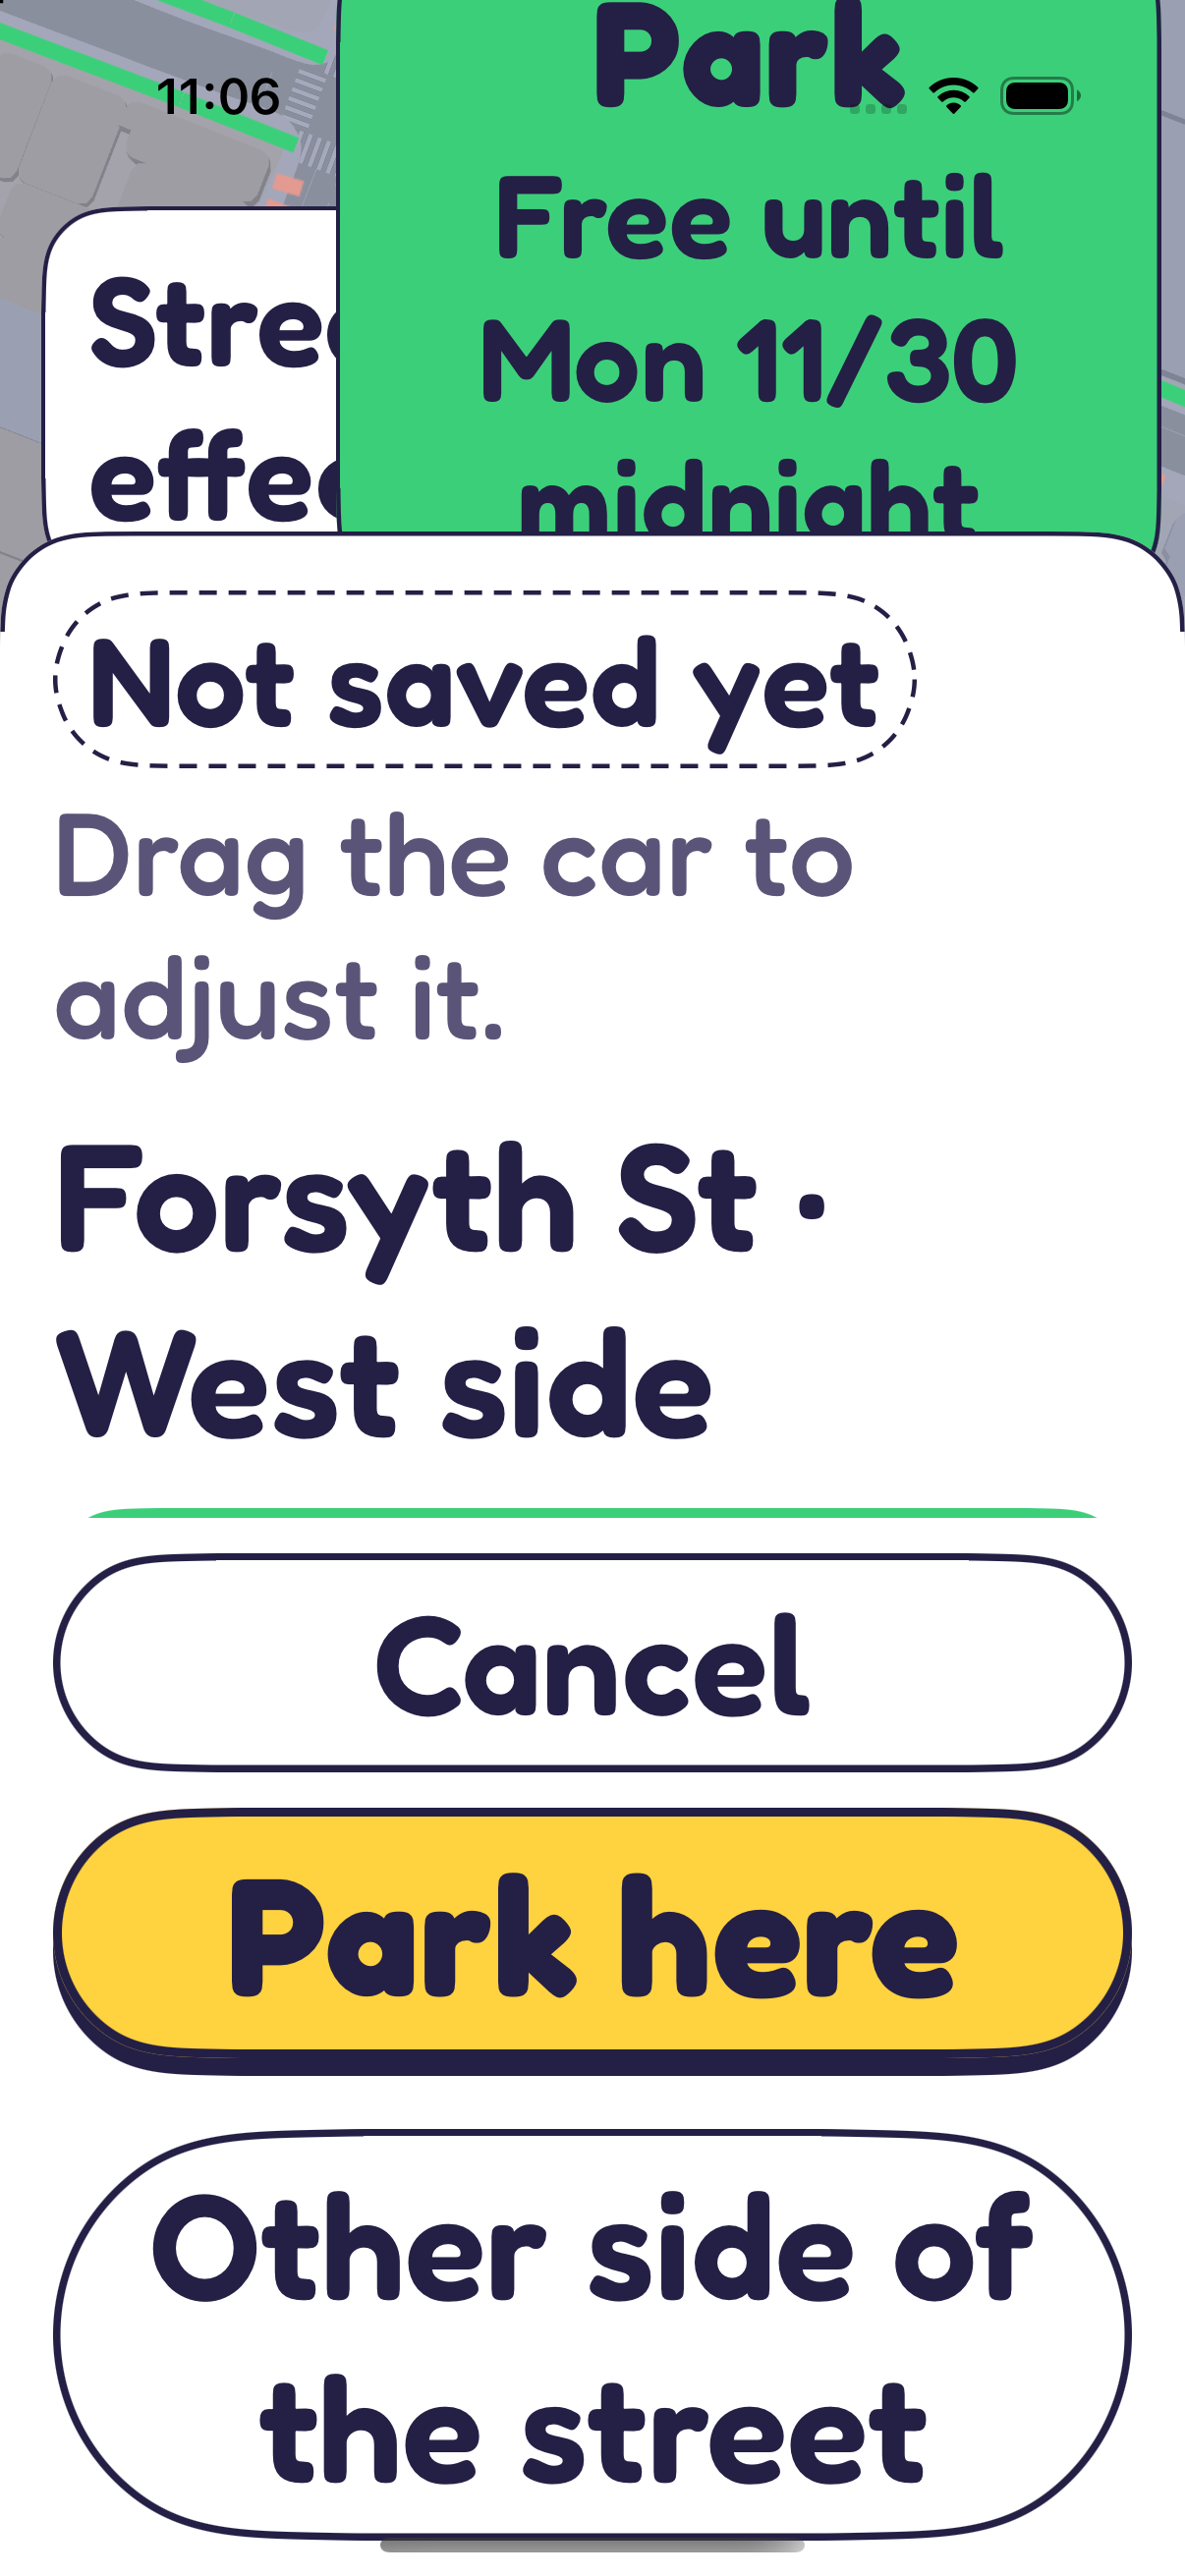 Park
11:06
Free until
Mon 11/30
midnight
Not saved yet
Drag the car to
adjust it.
Forsyth St ·
West side
Cancel
Park here
Other side of
the street